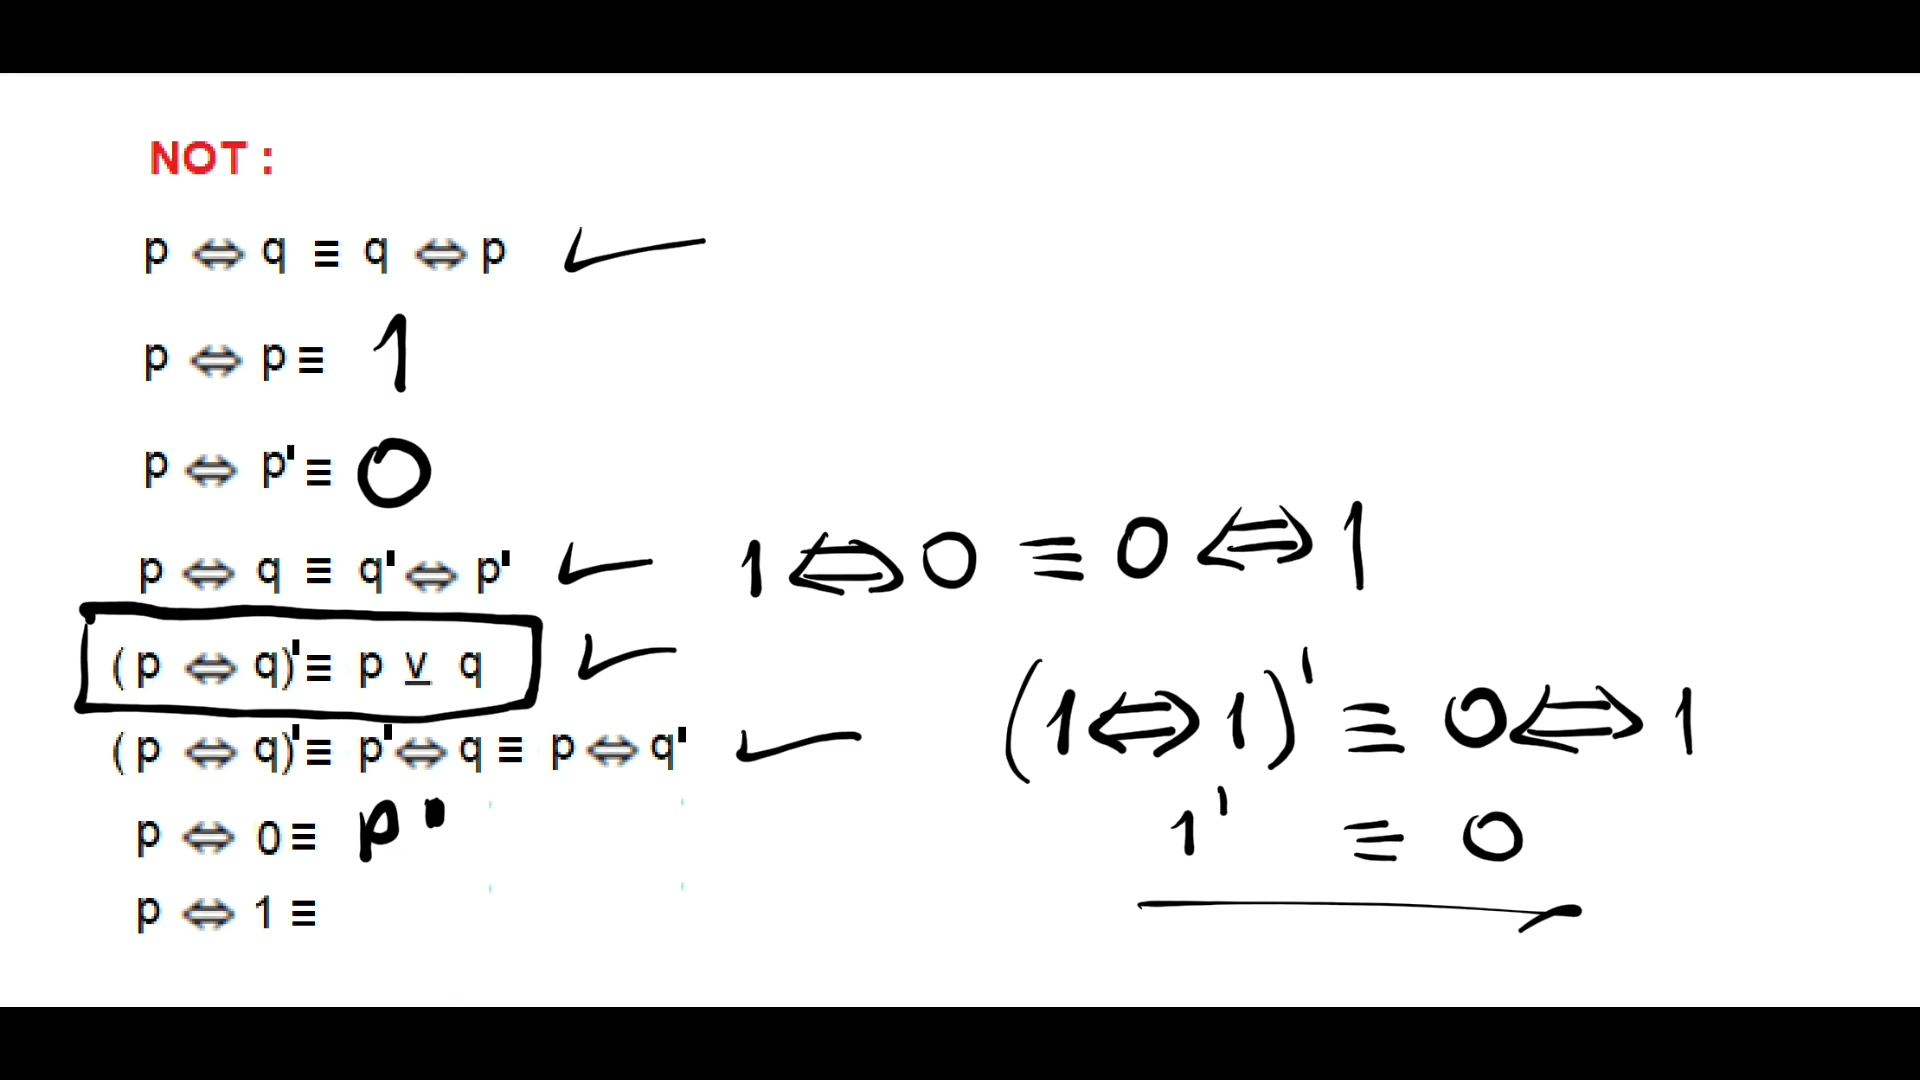 NOT :
p ⇔ q ≡ q ⇔ p
p ⇔ p ≡ 1
p ⇔ p' ≡ 0
p ⇔ q ≡ q' ⇔ p'
1 ⇔ 0 ≡ 0 ⇔ 1
(p ⇔ q)' ≡ p ⊻ q
(p ⇔ q)' ≡ p' ⇔ q ≡ p ⇔ q'
(1 ⇔ 1)' ≡ 0 ⇔ 1
p ⇔ 0 ≡ p'
1' ≡ 0
p ⇔ 1 ≡